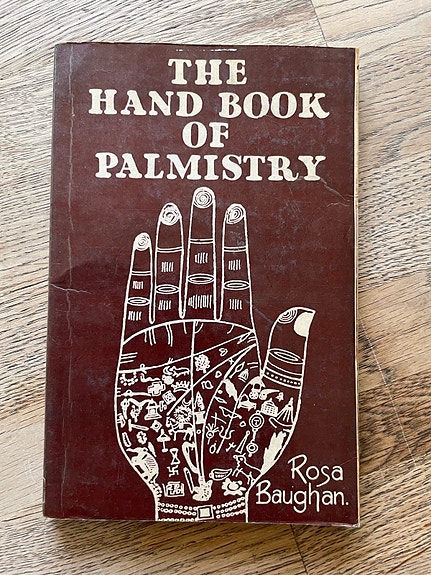 THE
HAND BOOK
OF
PALMISTRY
Rosa
Baughan.